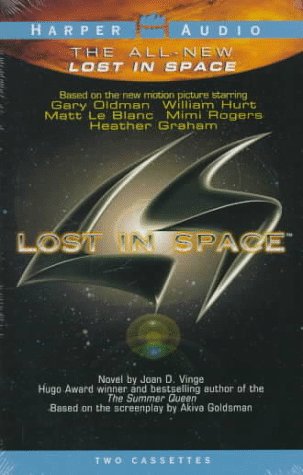 HARPER AUDIO
THE ALL-NEW
LOST IN SPACE
Based on the new motion picture starring
Gary Oldman William Hurt
Matt Le Blanc Mimi Rogers
Heather Graham
LOST IN SPACE™
Novel by Joan D. Vinge
Hugo Award winner and bestselling author of the
The Summer Queen
Based on the screenplay by Akiva Goldsman
TWO CASSETTES